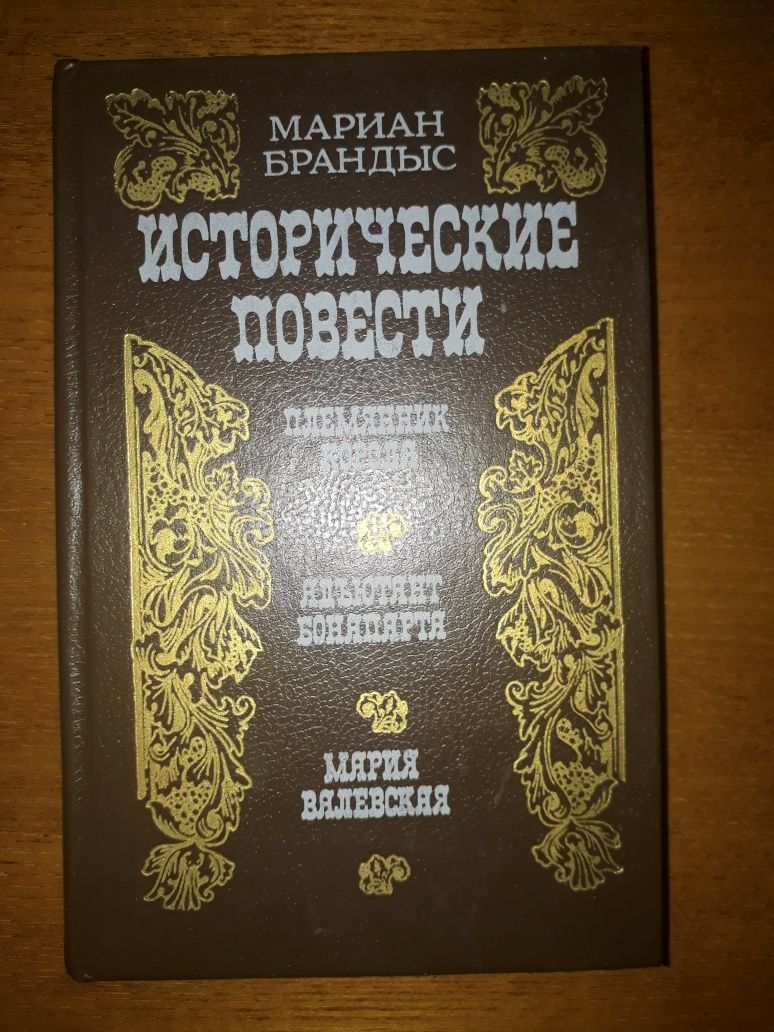 МАРИАН
БРАНДЫС
ИСТОРИЧЕСКИЕ
ПОВЕСТИ
ПЛЕМЯННИК
КОРОЛЯ
АДЪЮТАНТ
БОНАПАРТА
МАРИЯ
ВАЛЕВСКАЯ